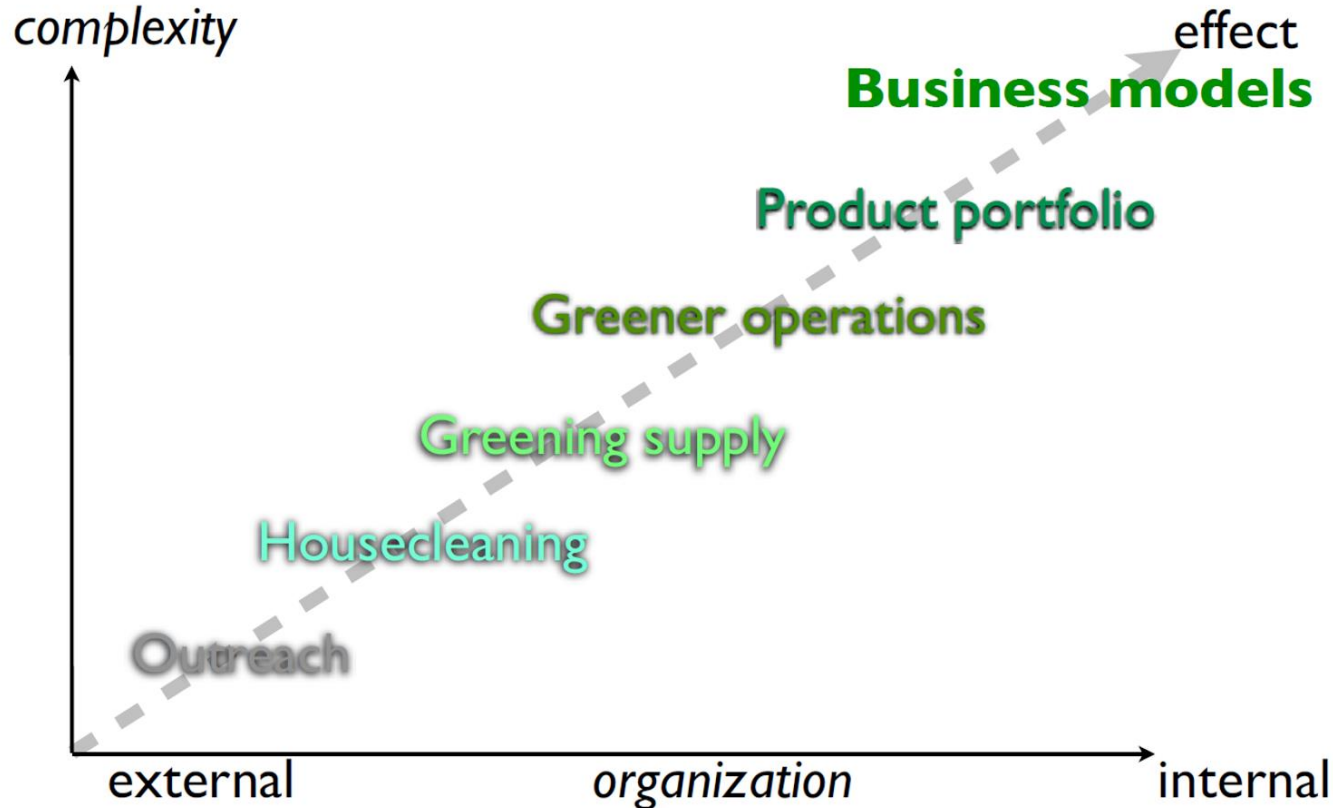 complexity
effect
Business models
Product portfolio
Greener operations
Greening supply
Housecleaning
Outreach
external
organization
internal